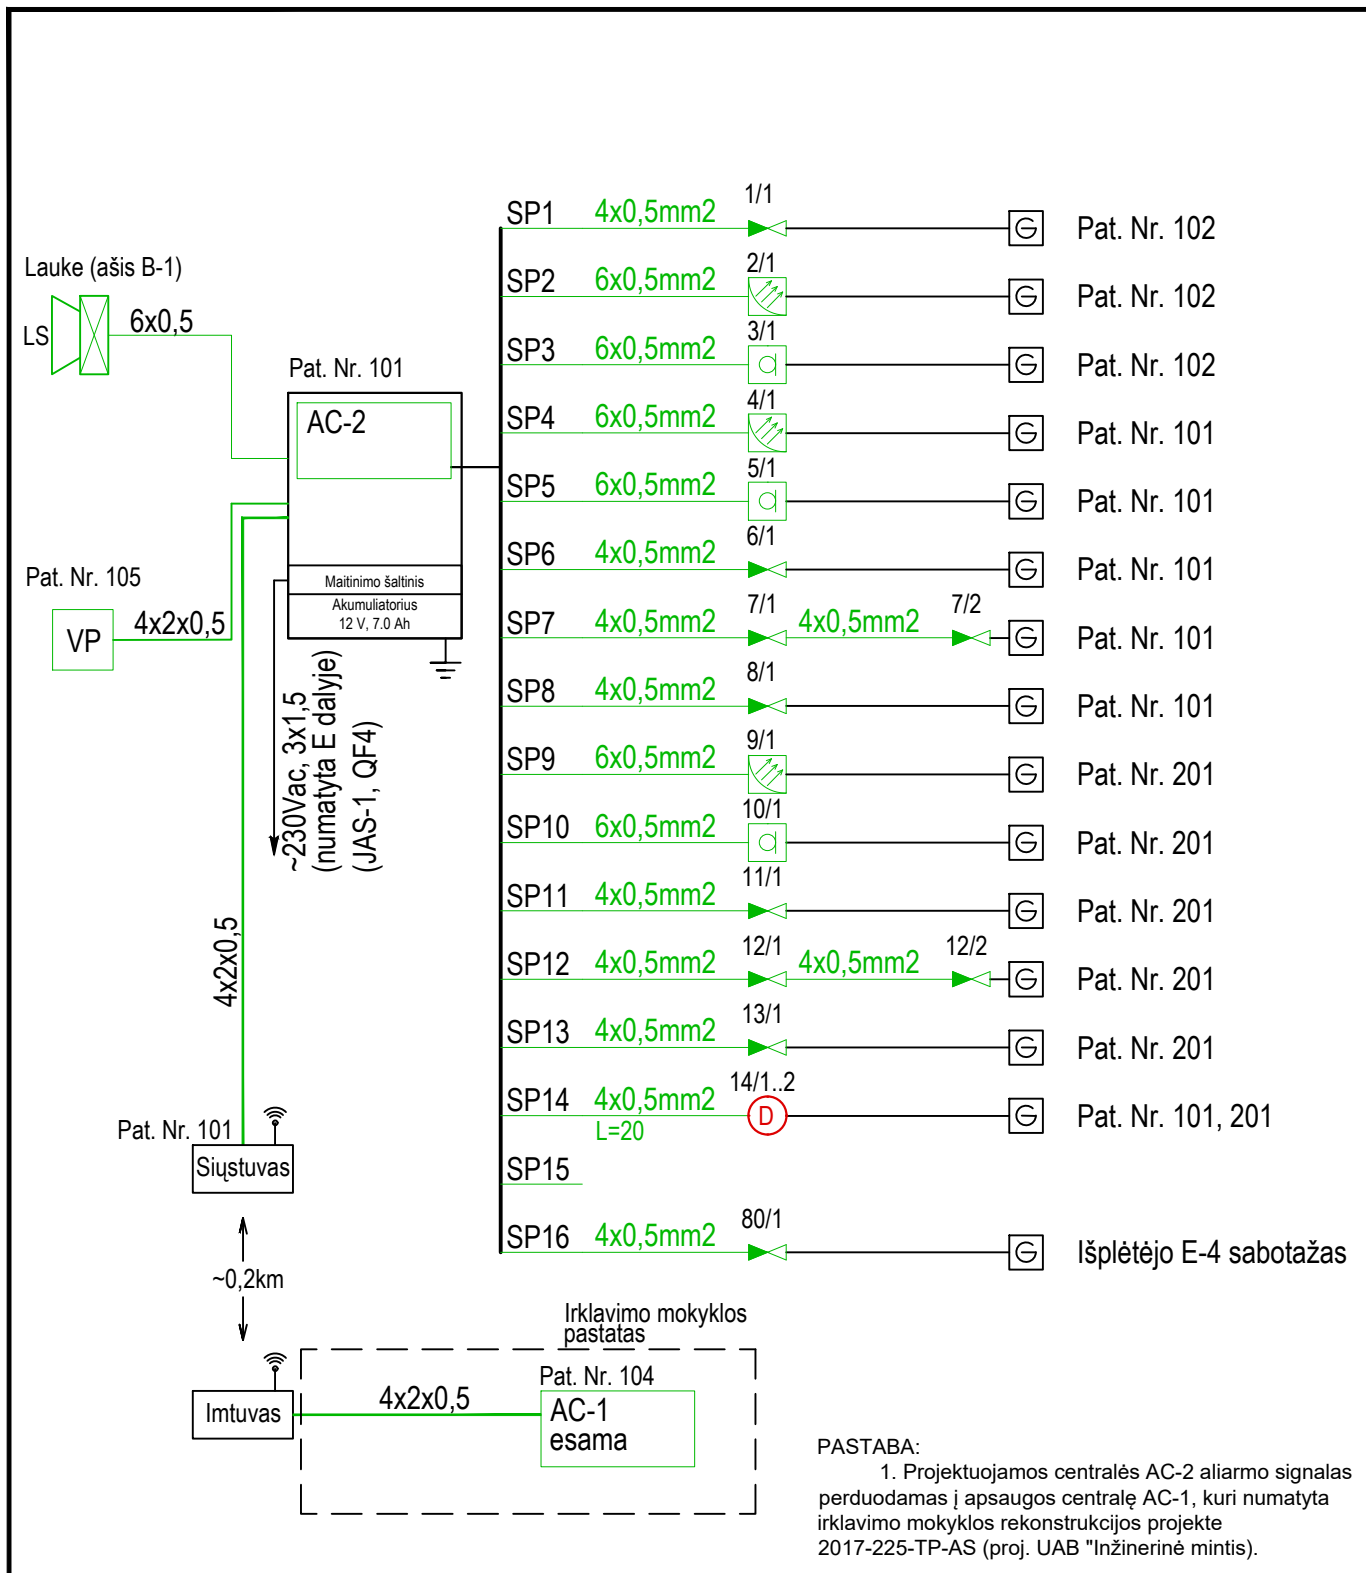 Lauke (ašis B-1)
LS
6x0,5
Pat. Nr. 101
AC-2
Maitinimo šaltinis
Akumuliatorius
12 V, 7.0 Ah
Pat. Nr. 105
VP
4x2x0,5
~230Vac, 3x1,5
(numatyta E dalyje)
(JAS-1, QF4)
4x2x0,5
Pat. Nr. 101
Siųstuvas
~0,2km
Imtuvas
4x2x0,5
Irklavimo mokyklos
pastatas
Pat. Nr. 104
AC-1
esama
SP1 4x0,5mm2 1/1 G Pat. Nr. 102
SP2 6x0,5mm2 2/1 G Pat. Nr. 102
SP3 6x0,5mm2 3/1 G Pat. Nr. 102
SP4 6x0,5mm2 4/1 G Pat. Nr. 101
SP5 6x0,5mm2 5/1 G Pat. Nr. 101
SP6 4x0,5mm2 6/1 G Pat. Nr. 101
SP7 4x0,5mm2 7/1 4x0,5mm2 7/2 G Pat. Nr. 101
SP8 4x0,5mm2 8/1 G Pat. Nr. 101
SP9 6x0,5mm2 9/1 G Pat. Nr. 201
SP10 6x0,5mm2 10/1 G Pat. Nr. 201
SP11 4x0,5mm2 11/1 G Pat. Nr. 201
SP12 4x0,5mm2 12/1 4x0,5mm2 12/2 G Pat. Nr. 201
SP13 4x0,5mm2 13/1 G Pat. Nr. 201
SP14 4x0,5mm2 14/1..2 D G Pat. Nr. 101, 201
L=20
SP15
SP16 4x0,5mm2 80/1 G Išplėtėjo E-4 sabotažas
PASTABA:
1. Projektuojamos centralės AC-2 aliarmo signalas
perduodamas į apsaugos centralę AC-1, kuri numatyta
irklavimo mokyklos rekonstrukcijos projekte
2017-225-TP-AS (proj. UAB "Inžinerinė mintis).